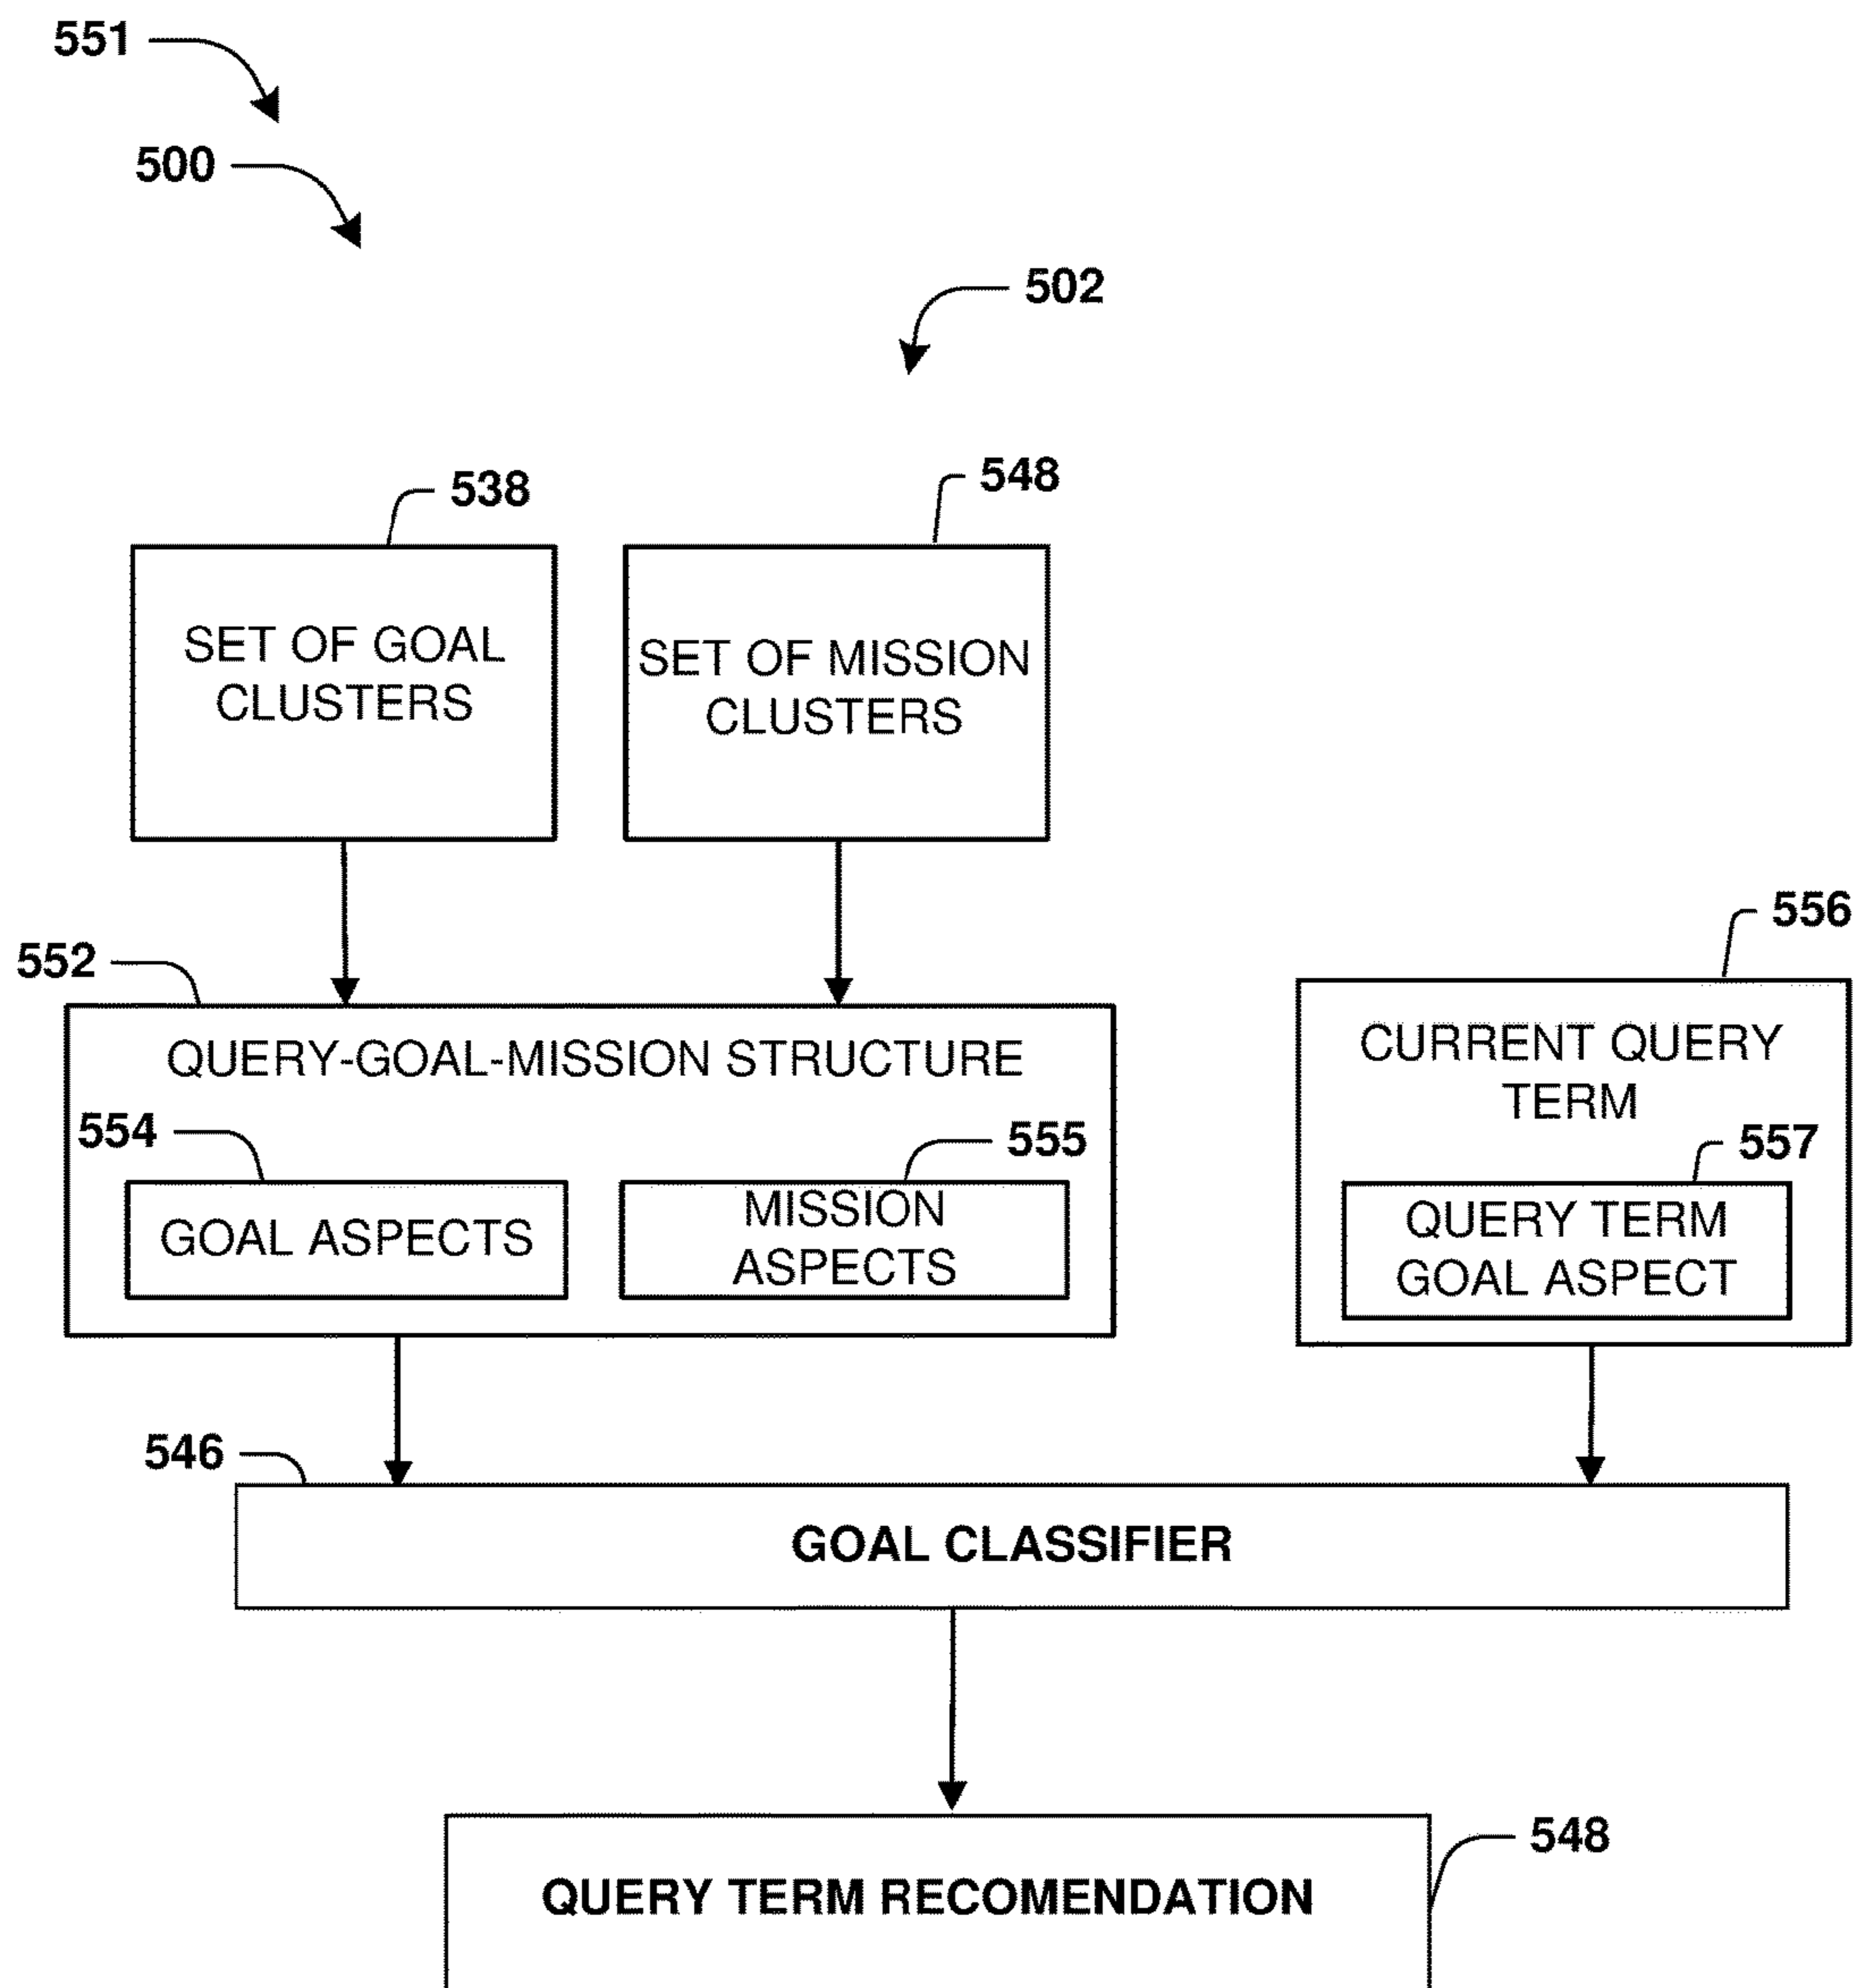 551
500
502
538
548
SET OF GOAL
CLUSTERS
SET OF MISSION
CLUSTERS
556
552
QUERY-GOAL-MISSION STRUCTURE
CURRENT QUERY
TERM
554
555
557
GOAL ASPECTS
MISSION
ASPECTS
QUERY TERM
GOAL ASPECT
546
GOAL CLASSIFIER
548
QUERY TERM RECOMENDATION